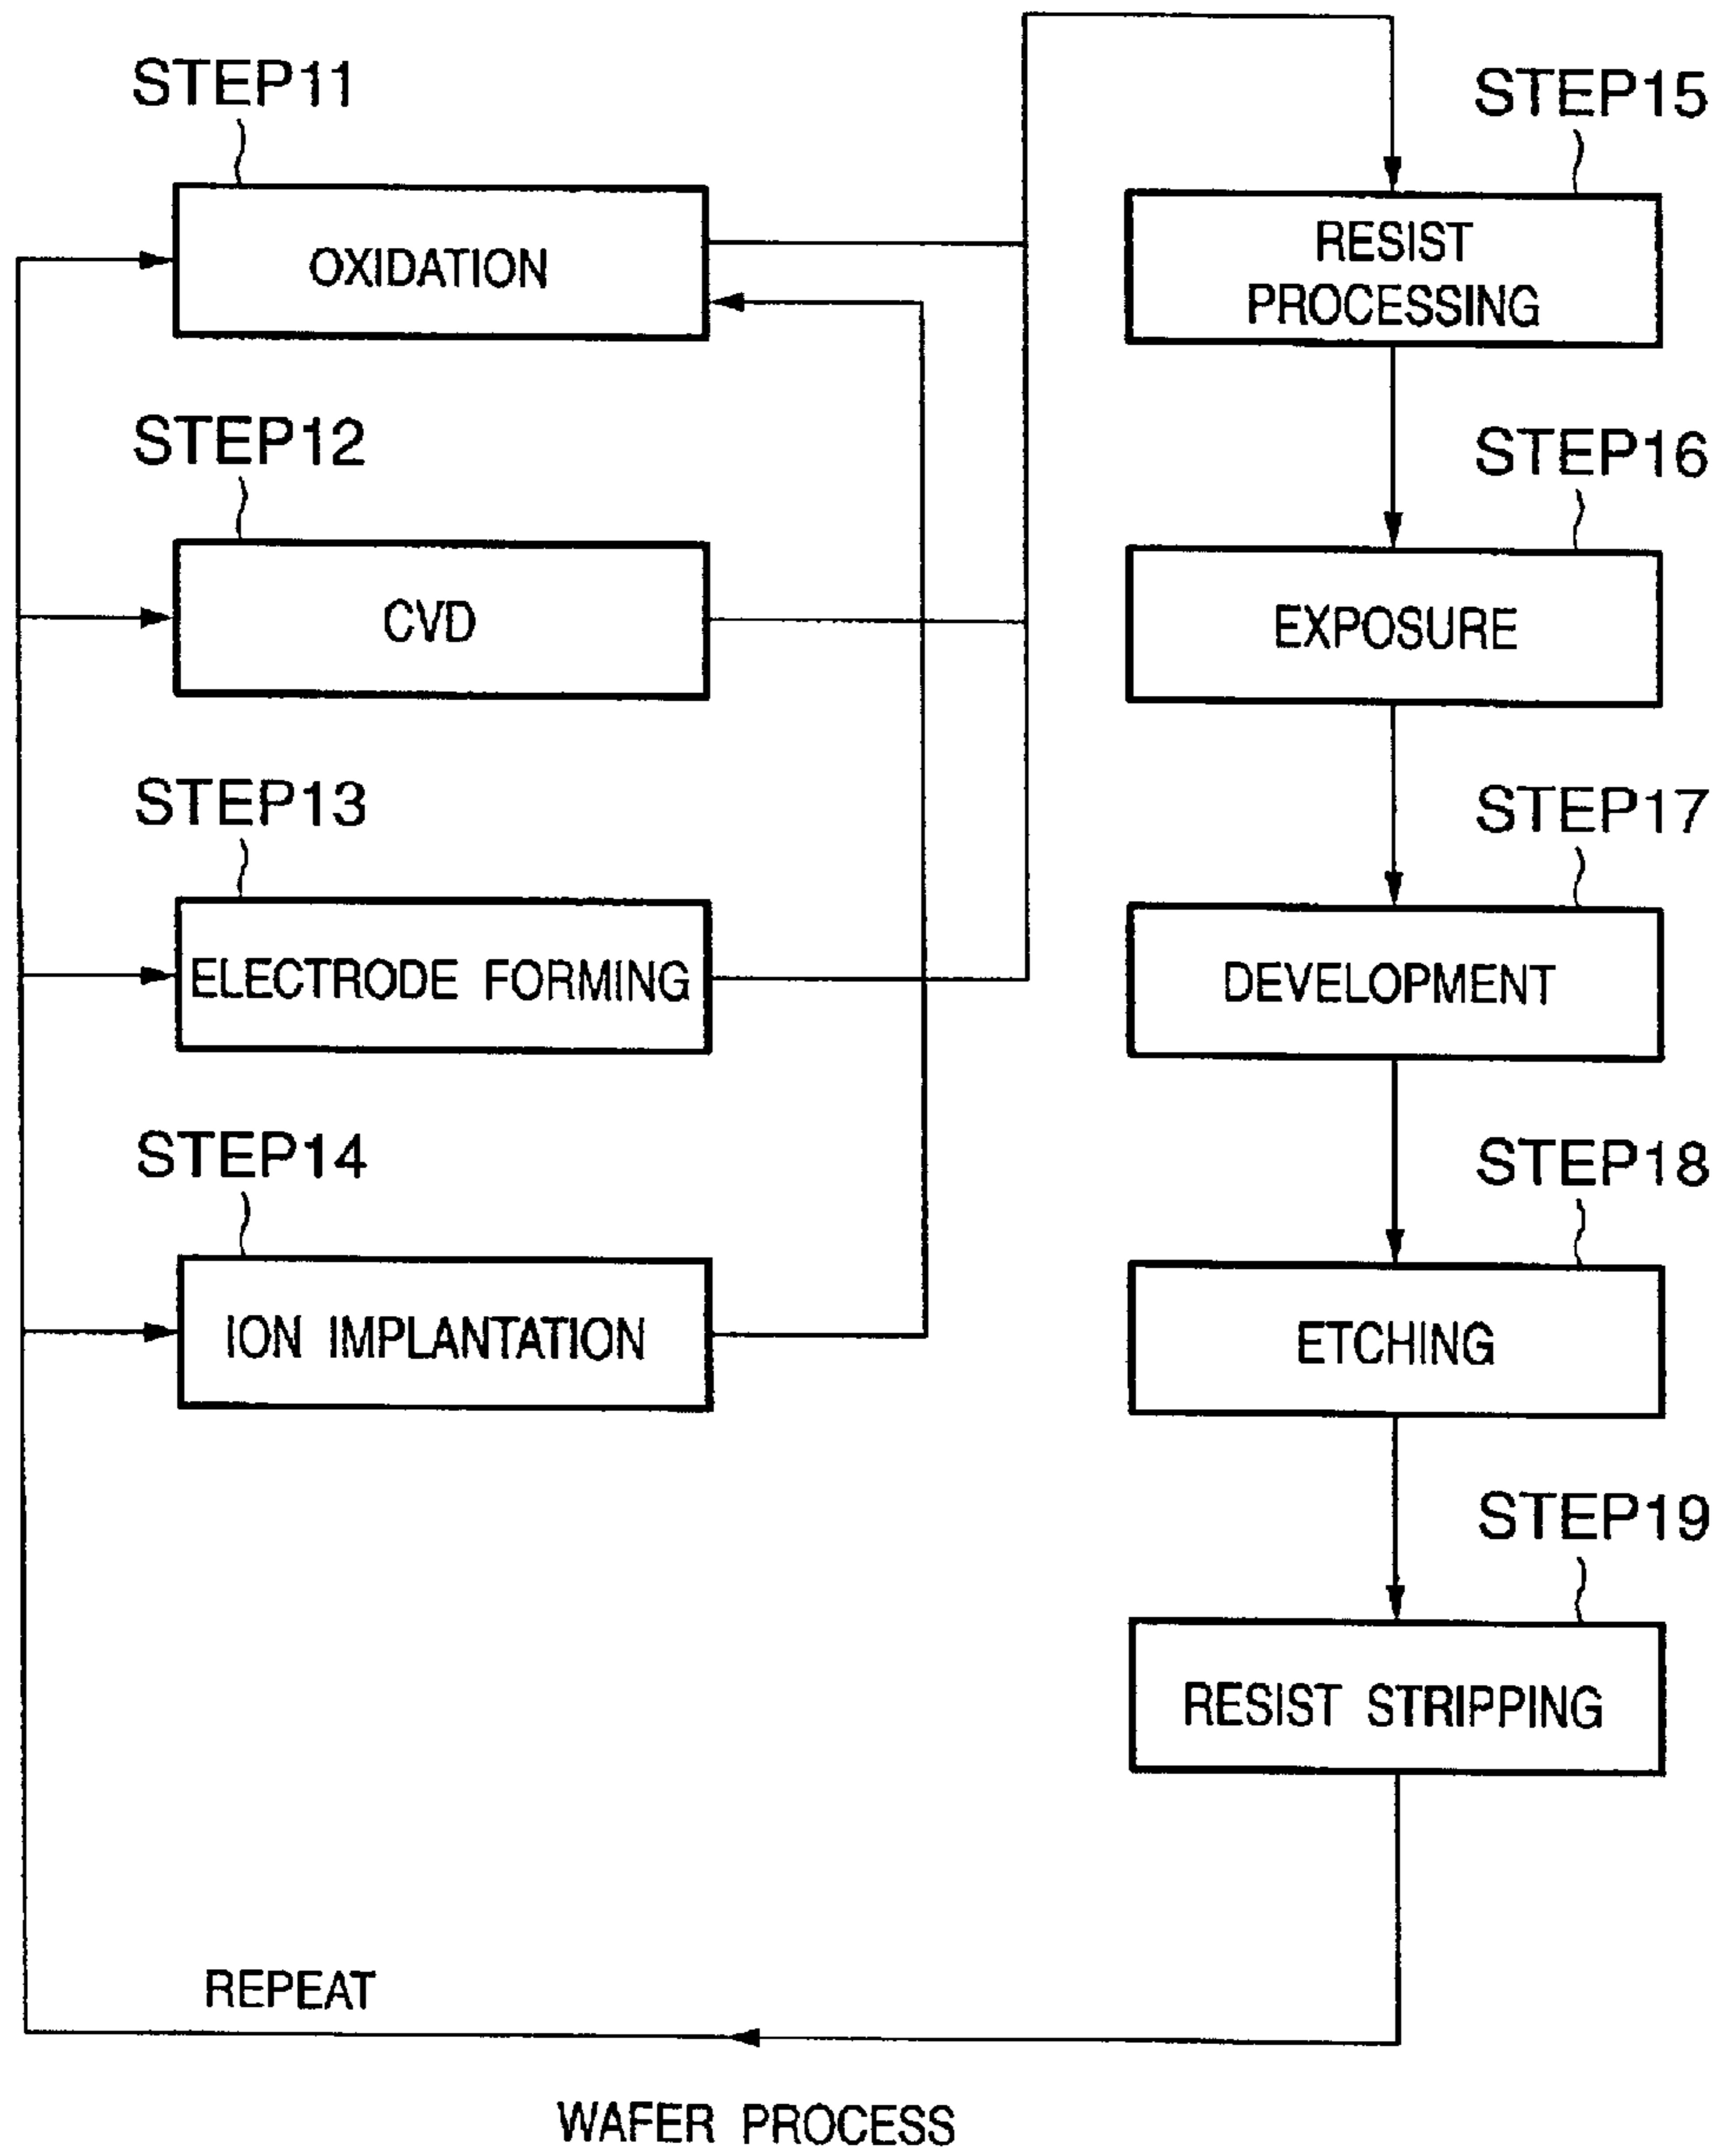 STEP11
OXIDATION
STEP12
CVD
STEP13
ELECTRODE FORMING
STEP14
ION IMPLANTATION
STEP15
RESIST
PROCESSING
STEP16
EXPOSURE
STEP17
DEVELOPMENT
STEP18
ETCHING
STEP19
RESIST STRIPPING
REPEAT
WAFER PROCESS